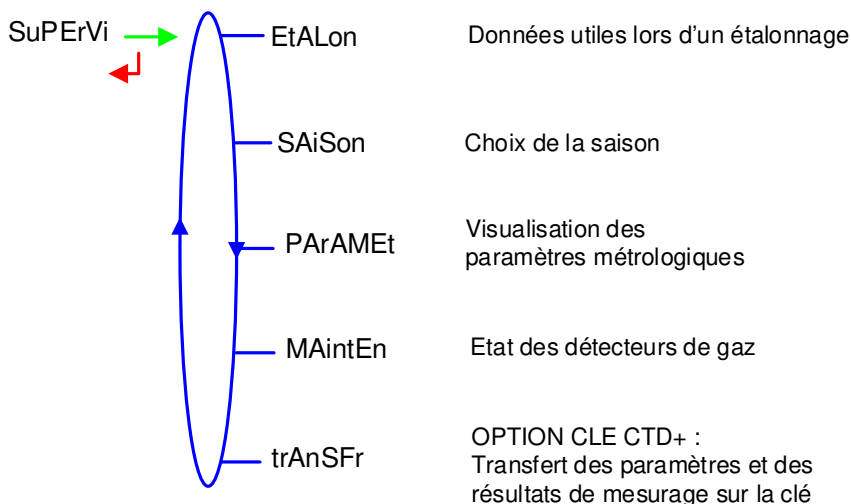 SuPErVi
EtALon
Données utiles lors d'un étalonnage
SAiSon
Choix de la saison
PArAMEt
Visualisation des
paramètres métrologiques
MAintEn
Etat des détecteurs de gaz
trAnSFr
OPTION CLE CTD+ :
Transfert des paramètres et des
résultats de mesurage sur la clé